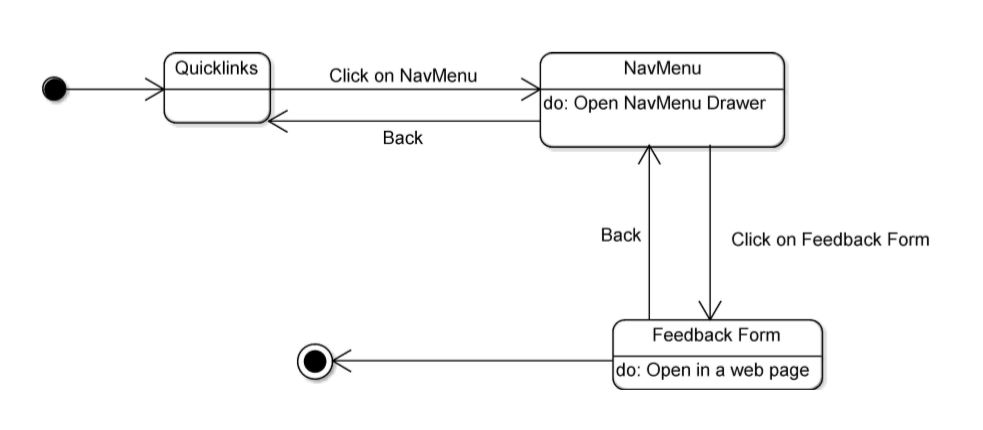 Quicklinks
Click on NavMenu
NavMenu
do: Open NavMenu Drawer
Back
Back
Click on Feedback Form
Feedback Form
do: Open in a web page